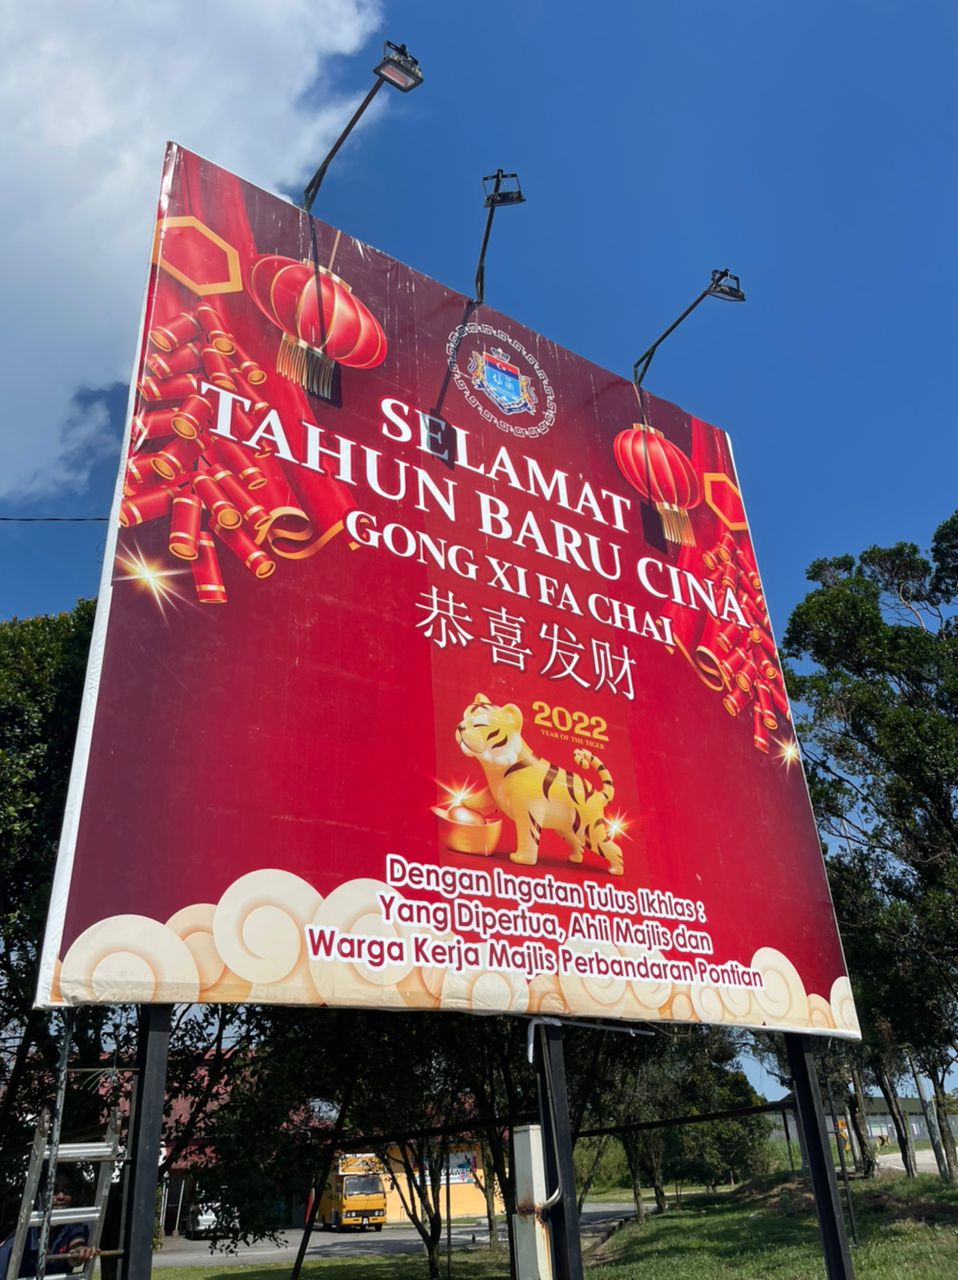 SELAMAT
TAHUN BARU CINA
GONG XI FA CHAI
恭喜发财
2022
YEAR OF THE TIGER
Dengan Ingatan Tulus Ikhlas :
Yang Dipertua, Ahli Majlis dan
Warga Kerja Majlis Perbandaran Pontian